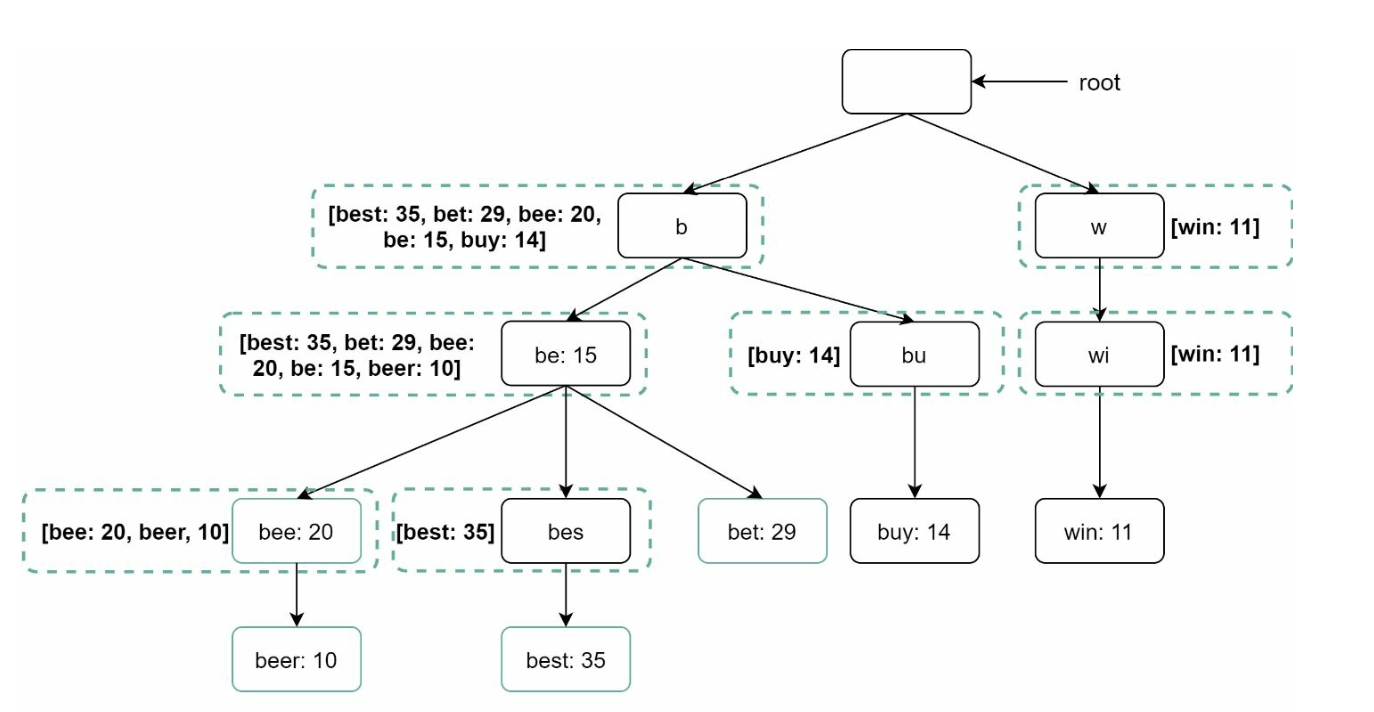 root
[best: 35, bet: 29, bee: 20,
be: 15, buy: 14]
b
w
[win: 11]
[best: 35, bet: 29, bee:
20, be: 15, beer: 10]
be: 15
[buy: 14]
bu
wi
[win: 11]
[bee: 20, beer, 10]
bee: 20
[best: 35]
bes
bet: 29
buy: 14
win: 11
beer: 10
best: 35